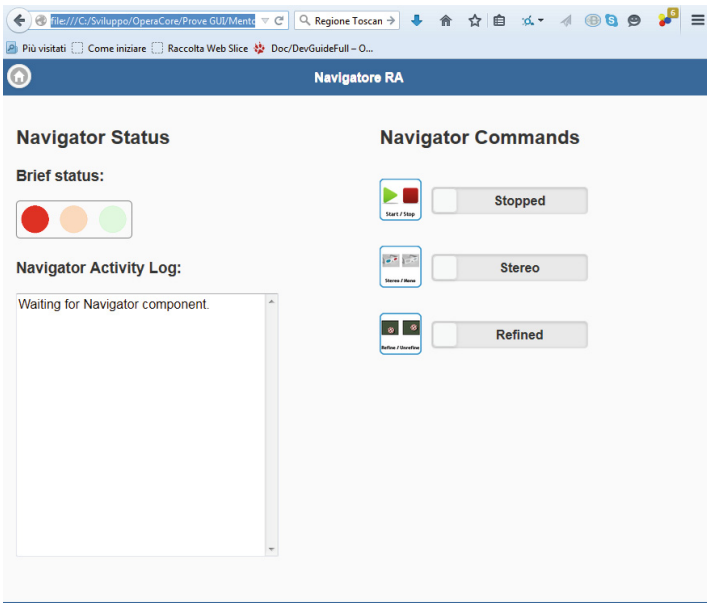 file:///C:/Sviluppo/OperaCore/Prove GUI/Mento
Regione Toscan
6
Più visitati Come iniziare Raccolta Web Slice Doc/DevGuideFull – O...
Navigatore RA
Navigator Status
Brief status:
Navigator Activity Log:
Waiting for Navigator component.
Navigator Commands
Start / Stop
Stopped
Stereo / Mono
Stereo
Refine / Unrefine
Refined